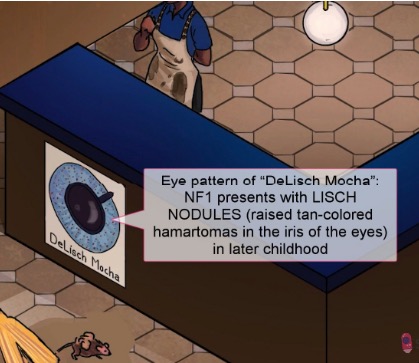 Eye pattern of “DeLisch Mocha”:
NF1 presents with LISCH
NODULES (raised tan-colored
hamartomas in the iris of the eyes)
in later childhood
DeLisch Mocha